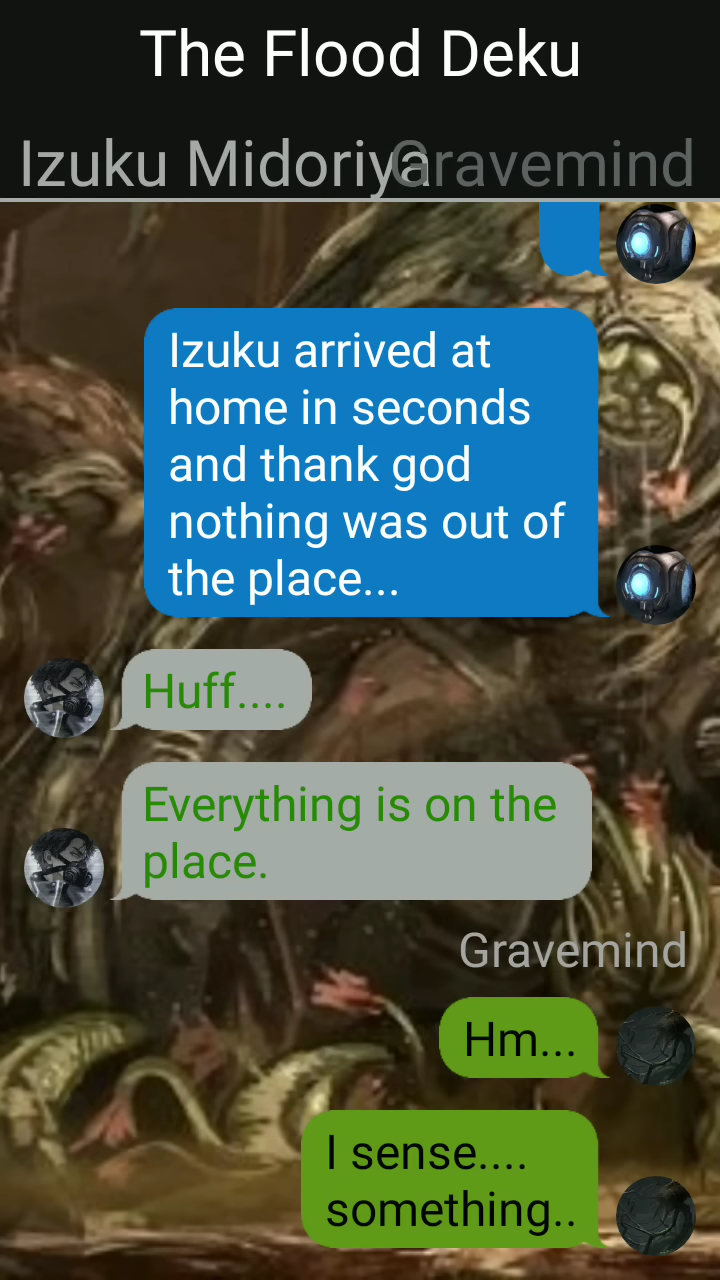 The Flood Deku
Izuku Midoriya Gravemind
Izuku arrived at
home in seconds
and thank god
nothing was out of
the place...
Huff....
Everything is on the
place.
Gravemind
Hm...
I sense....
something..